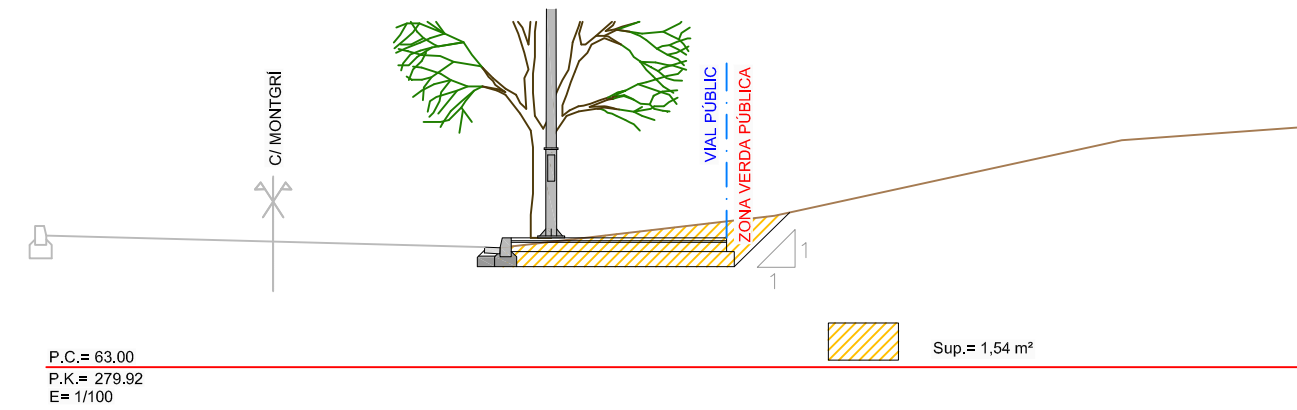 C/ MONTGRÍ
VIAL PÚBLIC
ZONA VERDA PÚBLICA
1
1
Sup.= 1,54 m²
P.C.= 63.00
P.K.= 279.92
E= 1/100